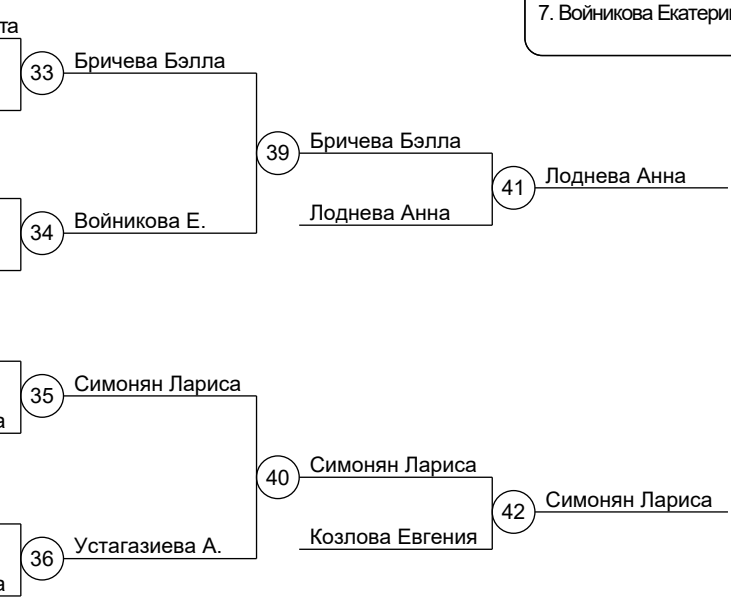 7. Войникова
33 Бричева Бэлла
39 Бричева Бэлла
41 Лоднева Анна
Лоднева Анна
34 Войникова Е.
35 Симонян Лариса
40 Симонян Лариса
42 Симонян Лариса
Козлова Евгения
36 Устагазиева А.